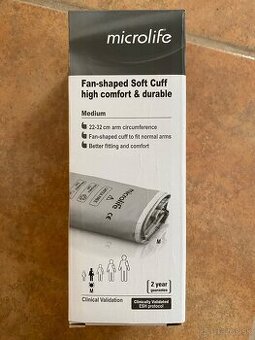 microlife
Fan-shaped Soft Cuff
high comfort & durable
Medium
22-32 cm arm circumference
Fan-shaped cuff to fit normal arms
Better fitting and comfort
microlife
M
M
2 year
guarantee
Clinical Validation
Clinically Validated
ESH protocol